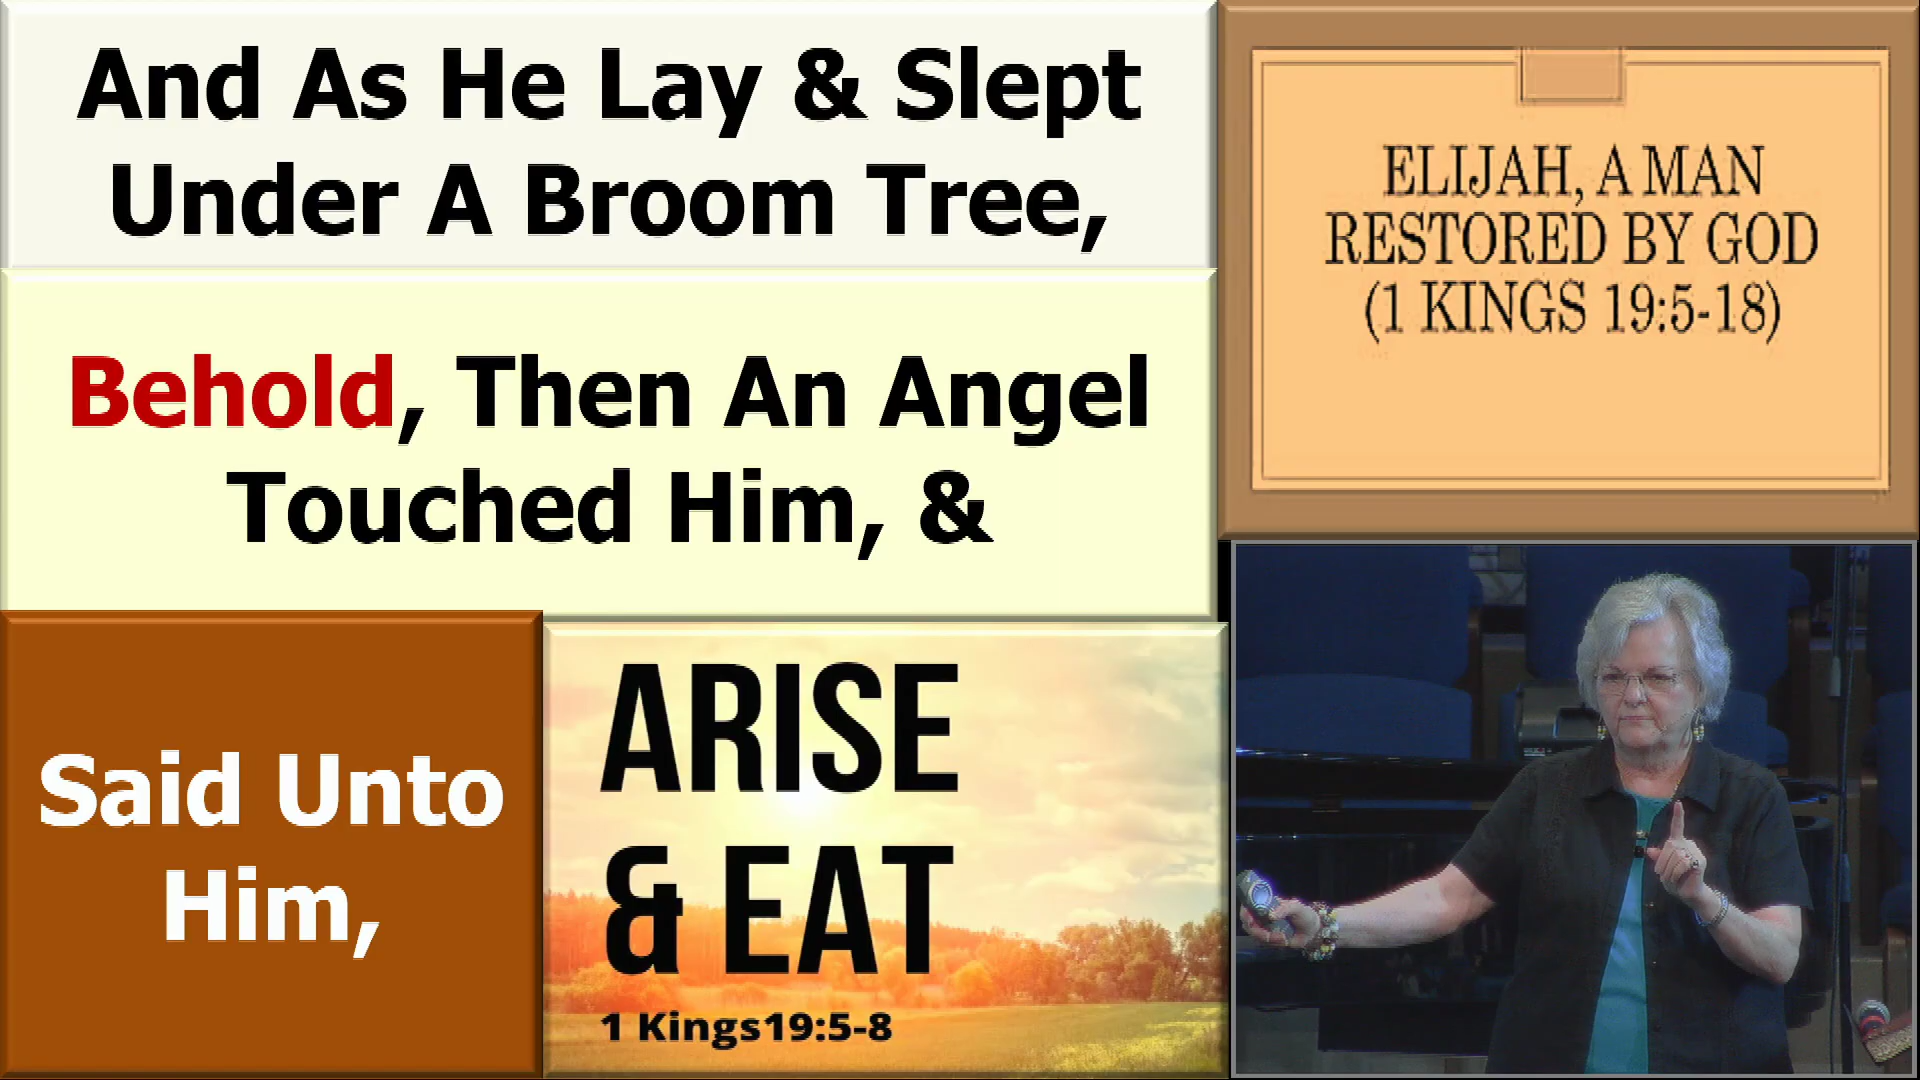 And As He Lay & Slept
Under A Broom Tree,
Behold, Then An Angel
Touched Him, &
Said Unto
Him,
ARISE
& EAT
1 Kings19:5-8
ELIJAH, A MAN
RESTORED BY GOD
(1 KINGS 19:5-18)